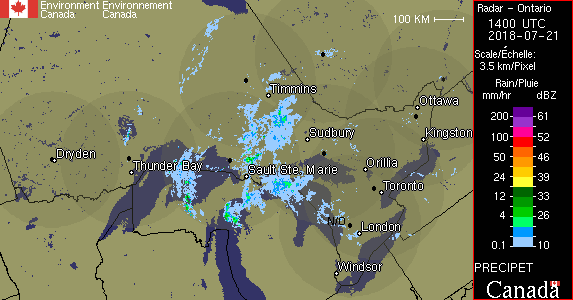 Environment Environnement
Canada Canada
100 KM
Timmins
Ottawa
Sudbury
Kingston
Dryden
Thunder Bay
Sault Ste. Marie
Orillia
Toronto
London
Windsor
Radar - Ontario
1400 UTC
2018-07-21
Scale/Échelle:
3.5 km/Pixel
Rain/Pluie
mm/hr dBZ
200 61
100 52
50 46
24 39
12 33
4 26
1 20
0.1 10
PRECIPET
Canada